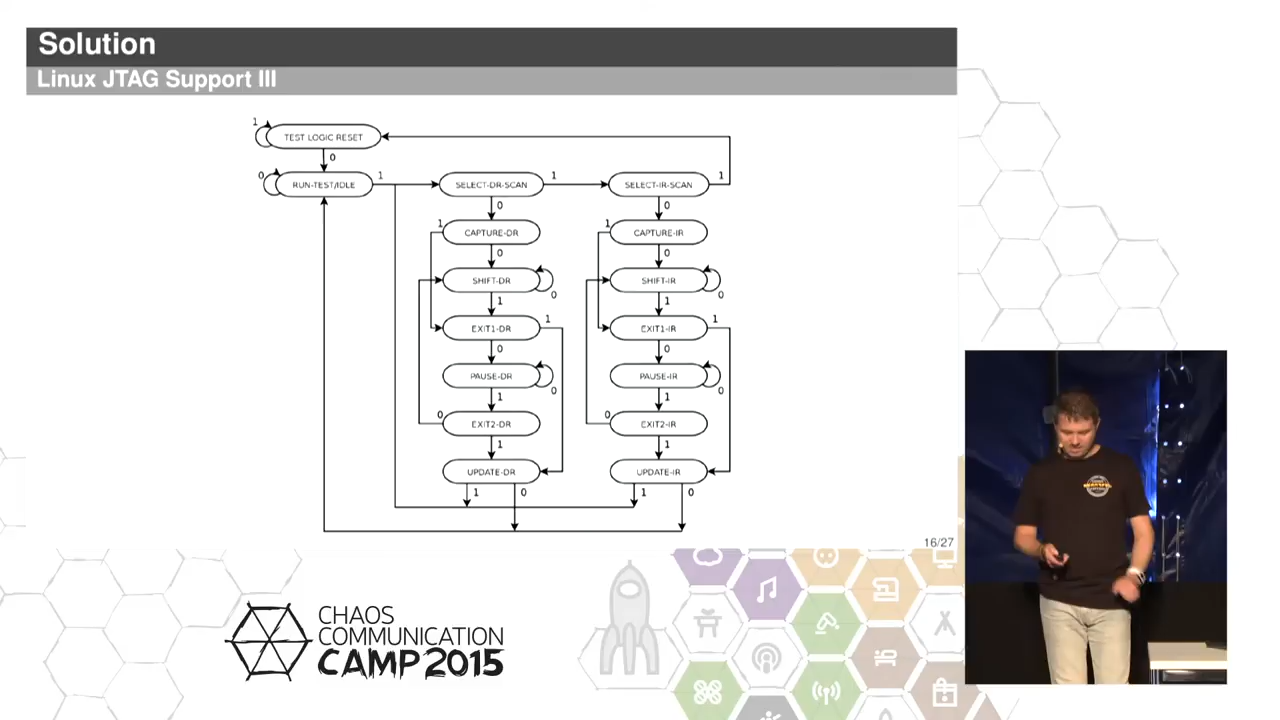 Solution
Linux JTAG Support III
1
TEST LOGIC RESET
0
0
RUN-TEST/IDLE
1
SELECT-DR-SCAN
1
SELECT-IR-SCAN
1
0
0
1
CAPTURE-DR
1
CAPTURE-IR
0
0
SHIFT-DR
0
SHIFT-IR
0
1
1
EXIT1-DR
1
EXIT1-IR
1
0
0
PAUSE-DR
0
PAUSE-IR
0
1
1
0
EXIT2-DR
0
EXIT2-IR
1
1
UPDATE-DR
UPDATE-IR
1
0
1
0
16/27
CHAOS
COMMUNICATION
CAMP 2015